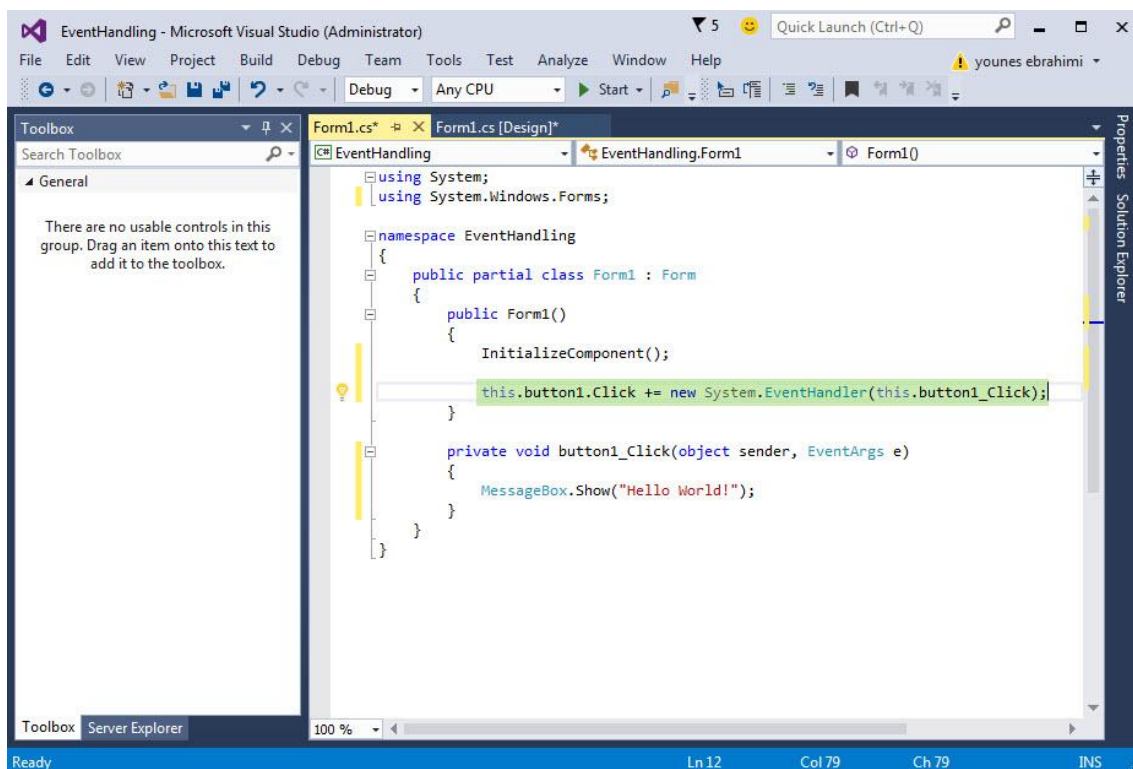 EventHandling - Microsoft Visual Studio (Administrator)
5
Quick Launch (Ctrl+Q)
File Edit View Project Build Debug Team Tools Test Analyze Window Help
younes ebrahimi
Debug Any CPU Start
Toolbox
Search Toolbox
General
There are no usable controls in this
group. Drag an item onto this text to
add it to the toolbox.
Toolbox Server Explorer
Form1.cs* Form1.cs [Design]*
C# EventHandling EventHandling.Form1 Form1()
using System;
using System.Windows.Forms;
namespace EventHandling
{
public partial class Form1 : Form
{
public Form1()
{
InitializeComponent();
this.button1.Click += new System.EventHandler(this.button1_Click);
}
private void button1_Click(object sender, EventArgs e)
{
MessageBox.Show("Hello World!");
}
}
}
100 %
Properties
Solution Explorer
Ready Ln 12 Col 79 Ch 79 INS